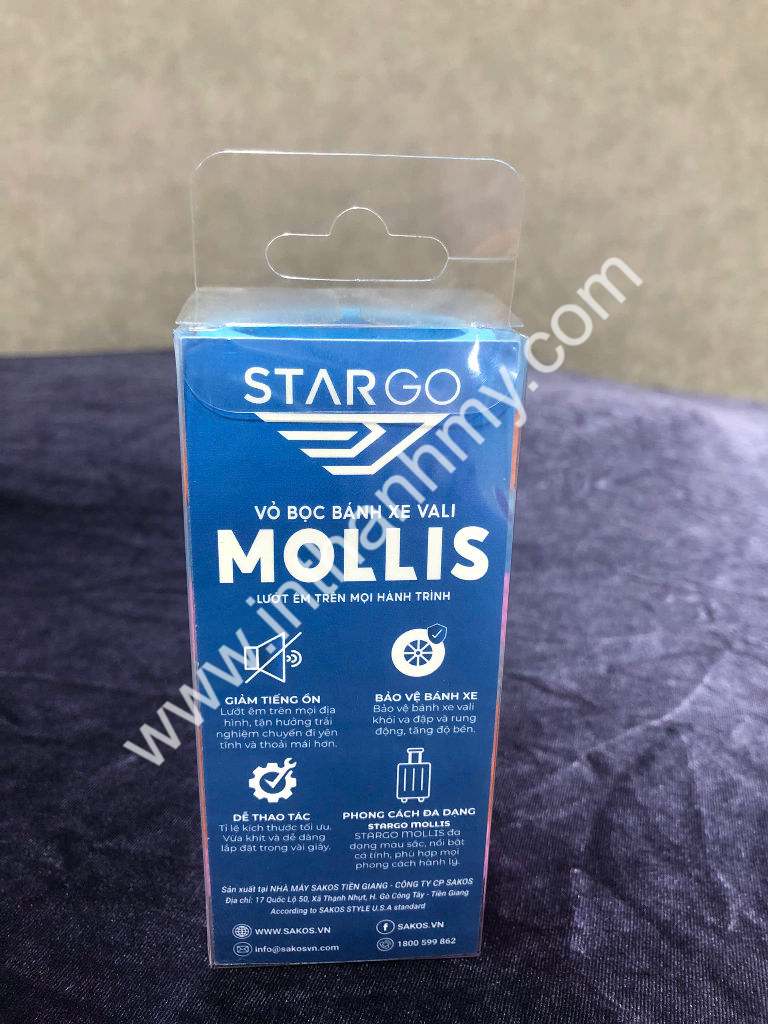 STARGO
VỎ BỌC BÁNH XE VALI
MOLLIS
LƯỚT ÊM TRÊN MỌI HÀNH TRÌNH
GIẢM TIẾNG ỒN
Lướt êm trên mọi địa
hình, tận hưởng trải
nghiệm chuyến đi yên
tĩnh và thoải mái hơn.
BẢO VỆ BÁNH XE
Bảo vệ bánh xe vali
khỏi va đập và rung
động, tăng độ bền.
DỄ THAO TÁC
Tỉ lệ kích thước tối ưu.
Vừa khít và dễ dàng
lắp đặt trong vài giây.
PHONG CÁCH ĐA DẠNG
STARGO MOLLIS
STARGO MOLLIS đa
dạng màu sắc, nổi bật
cá tính, phù hợp mọi
phong cách hành lý.
Sản xuất tại NHÀ MÁY SAKOS TIỀN GIANG - CÔNG TY CP SAKOS
Địa chỉ: 17 Quốc Lộ 50, Xã Thạnh Nhựt, H. Gò Công Tây - Tiền Giang
According to SAKOS STYLE U.S.A standard
WWW.SAKOS.VN
SAKOS.VN
info@sakosvn.com
1800 599 862
www.inthanhmy.com